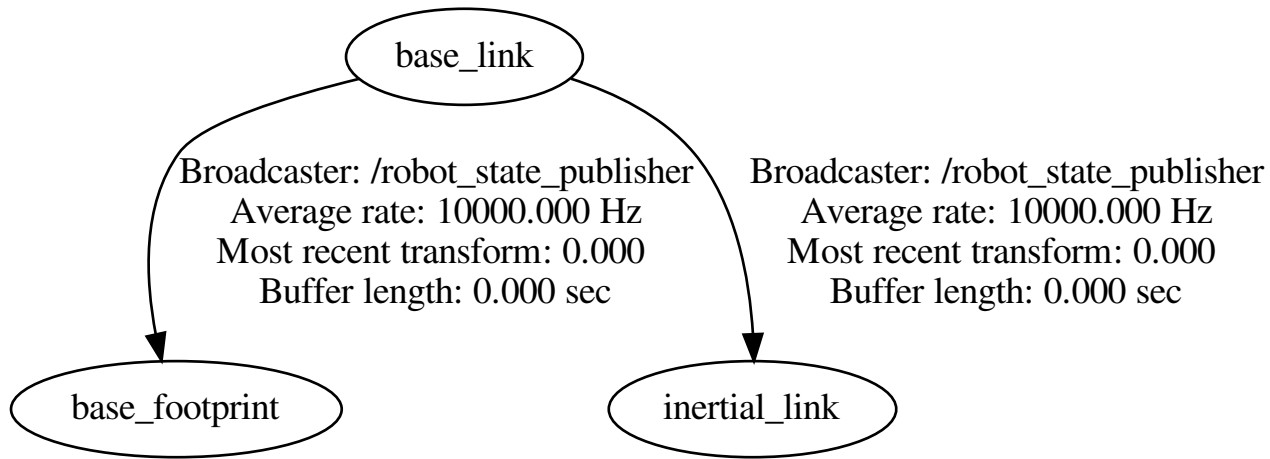 base_link
Broadcaster: /robot_state_publisher
Average rate: 10000.000 Hz
Most recent transform: 0.000
Buffer length: 0.000 sec
Broadcaster: /robot_state_publisher
Average rate: 10000.000 Hz
Most recent transform: 0.000
Buffer length: 0.000 sec
base_footprint
inertial_link